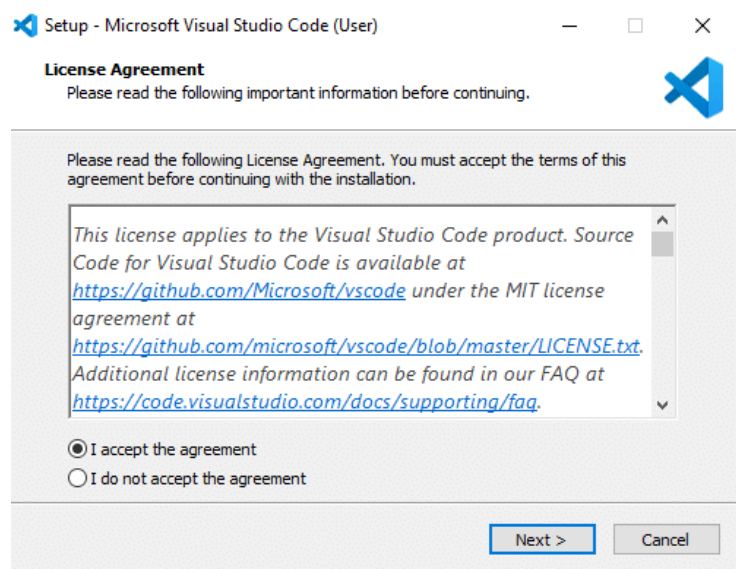 Setup - Microsoft Visual Studio Code (User)
License Agreement
Please read the following important information before continuing.
Please read the following License Agreement. You must accept the terms of this
agreement before continuing with the installation.
This license applies to the Visual Studio Code product. Source
Code for Visual Studio Code is available at
https://github.com/Microsoft/vscode under the MIT license
agreement at
https://github.com/microsoft/vscode/blob/master/LICENSE.txt.
Additional license information can be found in our FAQ at
https://code.visualstudio.com/docs/supporting/faq.
I accept the agreement
I do not accept the agreement
Next >
Cancel